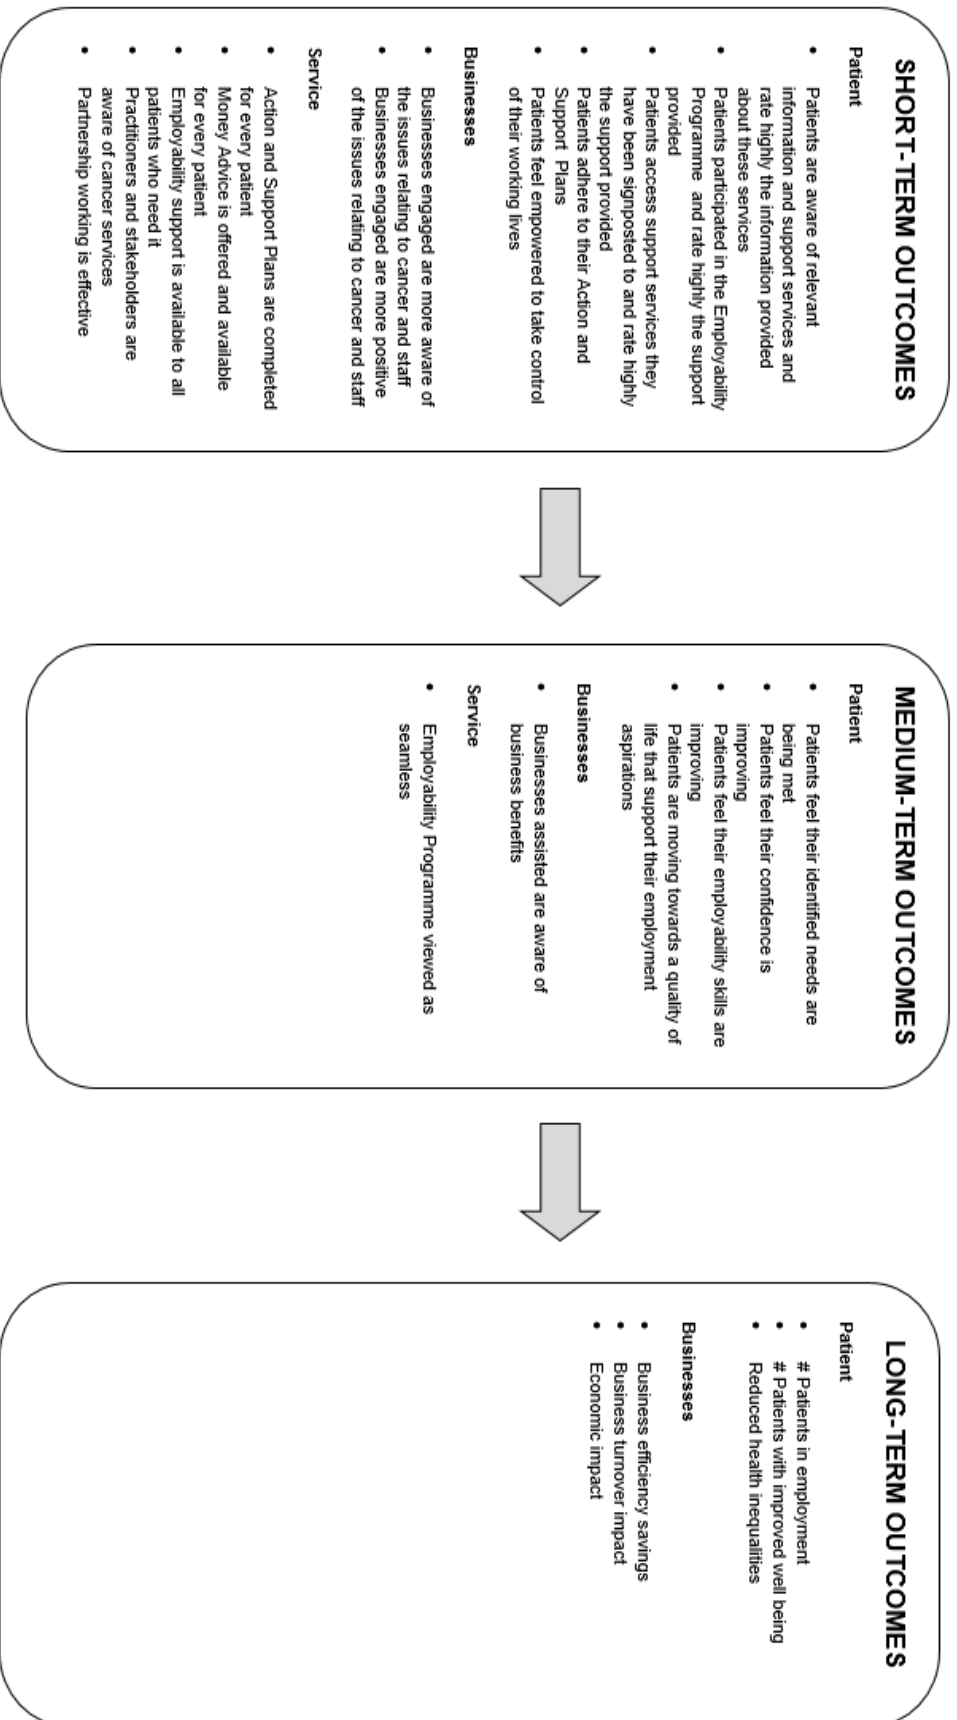 SHORT-TERM OUTCOMES
Patient
• Patients are aware of relevant
information and support services and
rate highly the information provided
about these services
• Patients participated in the Employability
Programme and rate highly the support
provided
• Patients access support services they
have been signposted to and rate highly
the support provided
• Patients adhere to their Action and
Support Plans
• Patients feel empowered to take control
of their working lives
Businesses
• Businesses engaged are more aware of
the issues relating to cancer and staff
• Businesses engaged are more positive
of the issues relating to cancer and staff
Service
• Action and Support Plans are completed
for every patient
• Money Advice is offered and available
for every patient
• Employability support is available to all
patients who need it
• Practitioners and stakeholders are
aware of cancer services
• Partnership working is effective
MEDIUM-TERM OUTCOMES
Patient
• Patients feel their identified needs are
being met
• Patients feel their confidence is
improving
• Patients feel their employability skills are
improving
• Patients are moving towards a quality of
life that support their employment
aspirations
Businesses
• Businesses assisted are aware of
business benefits
Service
• Employability Programme viewed as
seamless
LONG-TERM OUTCOMES
Patient
• # Patients in employment
• # Patients with improved well being
• Reduced health inequalities
Businesses
• Business efficiency savings
• Business turnover impact
• Economic impact